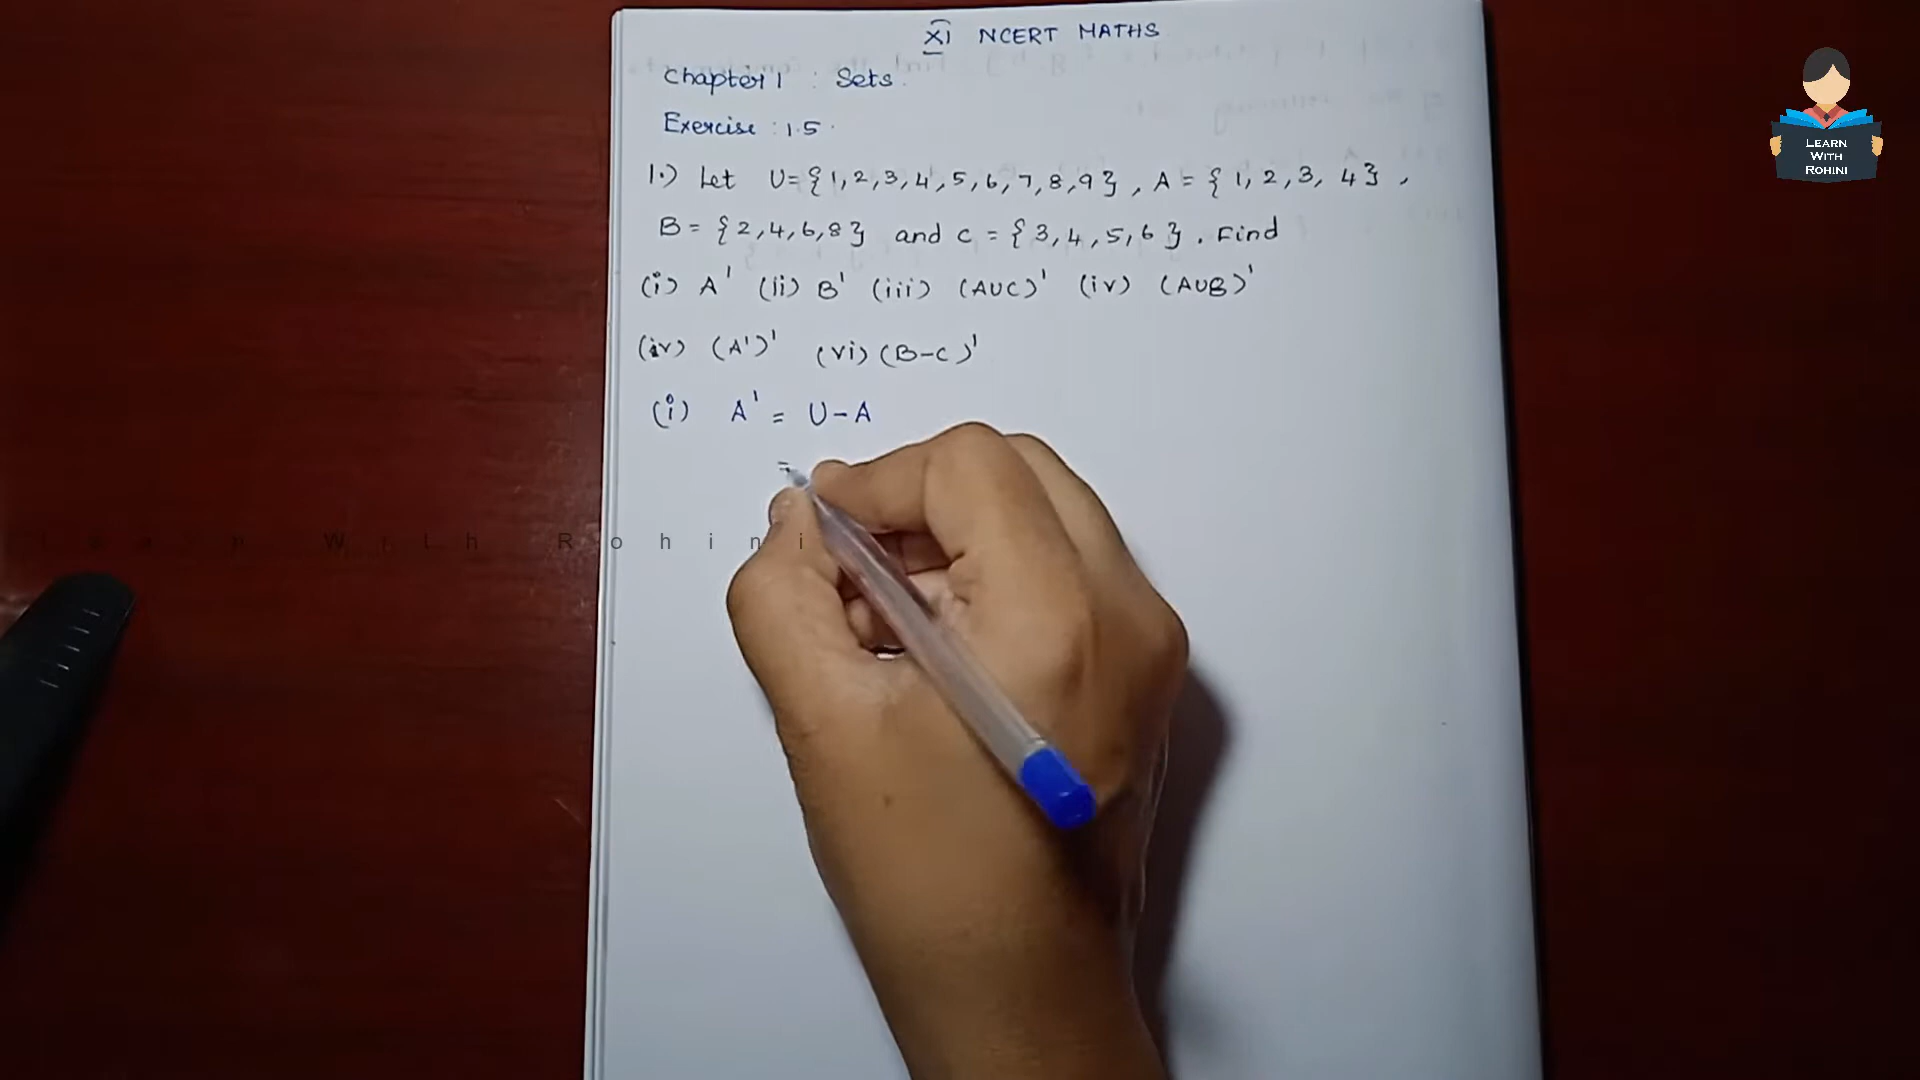 XI NCERT MATHS
Chapter 1 : Sets.
Exercise : 1.5.
1.) Let U = {1, 2, 3, 4, 5, 6, 7, 8, 9}, A = {1, 2, 3, 4},
B = {2, 4, 6, 8} and C = {3, 4, 5, 6}. Find
(i) A' (ii) B' (iii) (A∪C)' (iv) (A∪B)'
(iv) (A')' (vi) (B-C)'
(i) A' = U - A
=
LEARN
WITH
ROHINI
Learn With Rohini